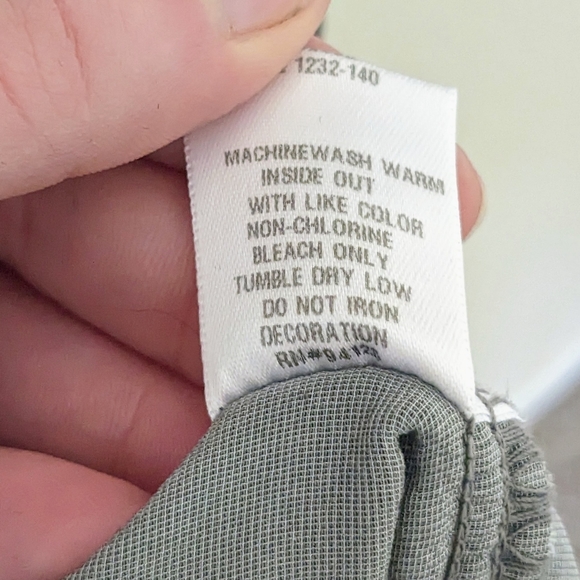 1232-140
MACHINEWASH WARM
INSIDE OUT
WITH LIKE COLOR
NON-CHLORINE
BLEACH ONLY
TUMBLE DRY LOW
DO NOT IRON
DECORATION